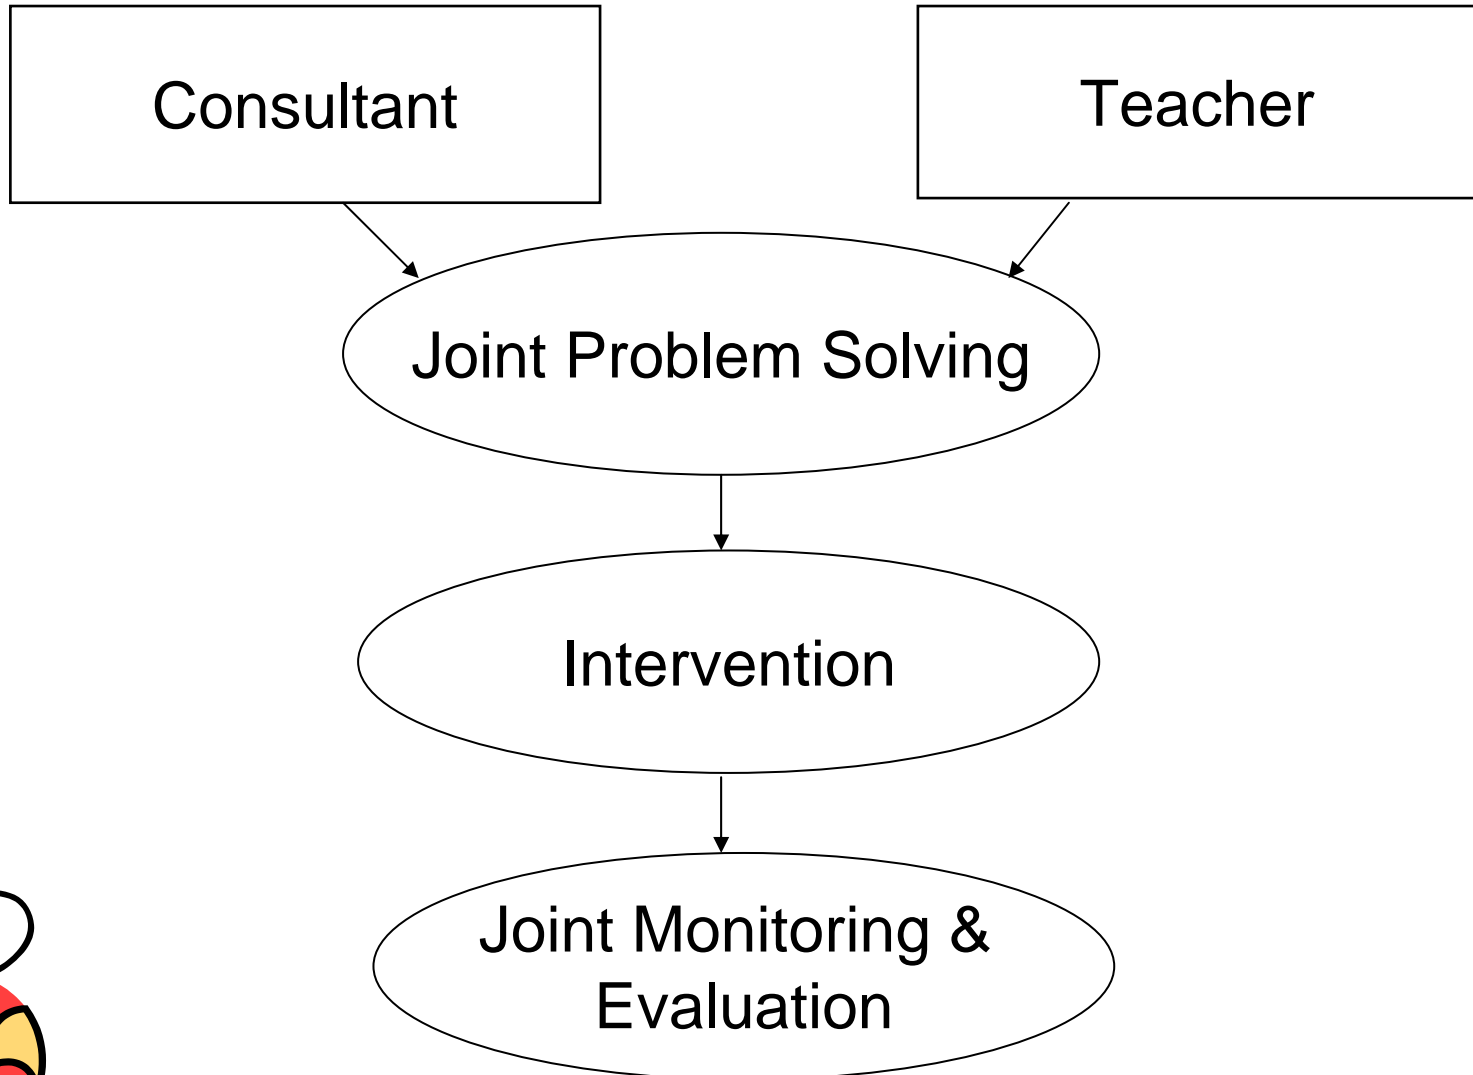 Consultant
Teacher
Joint Problem Solving
Intervention
Joint Monitoring &
Evaluation